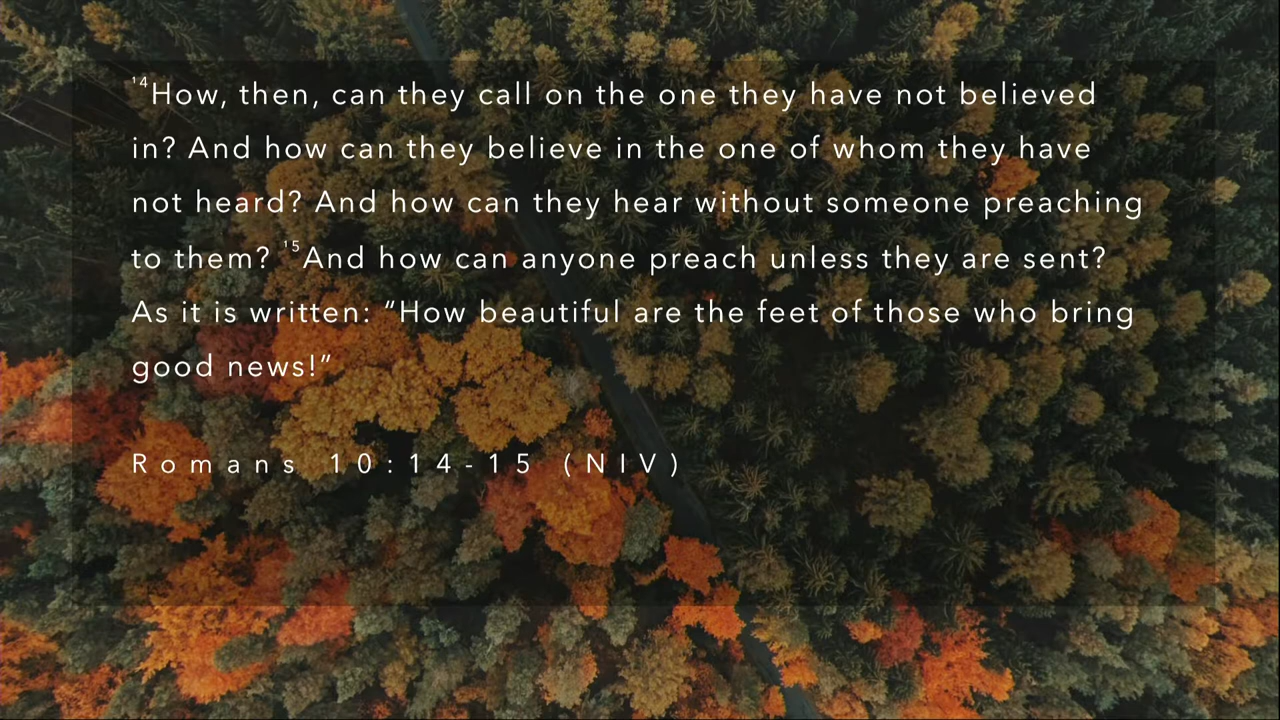 ¹⁴How, then, can they call on the one they have not believed
in? And how can they believe in the one of whom they have
not heard? And how can they hear without someone preaching
to them? ¹⁵And how can anyone preach unless they are sent?
As it is written: “How beautiful are the feet of those who bring
good news!”
Romans 10:14-15 (NIV)